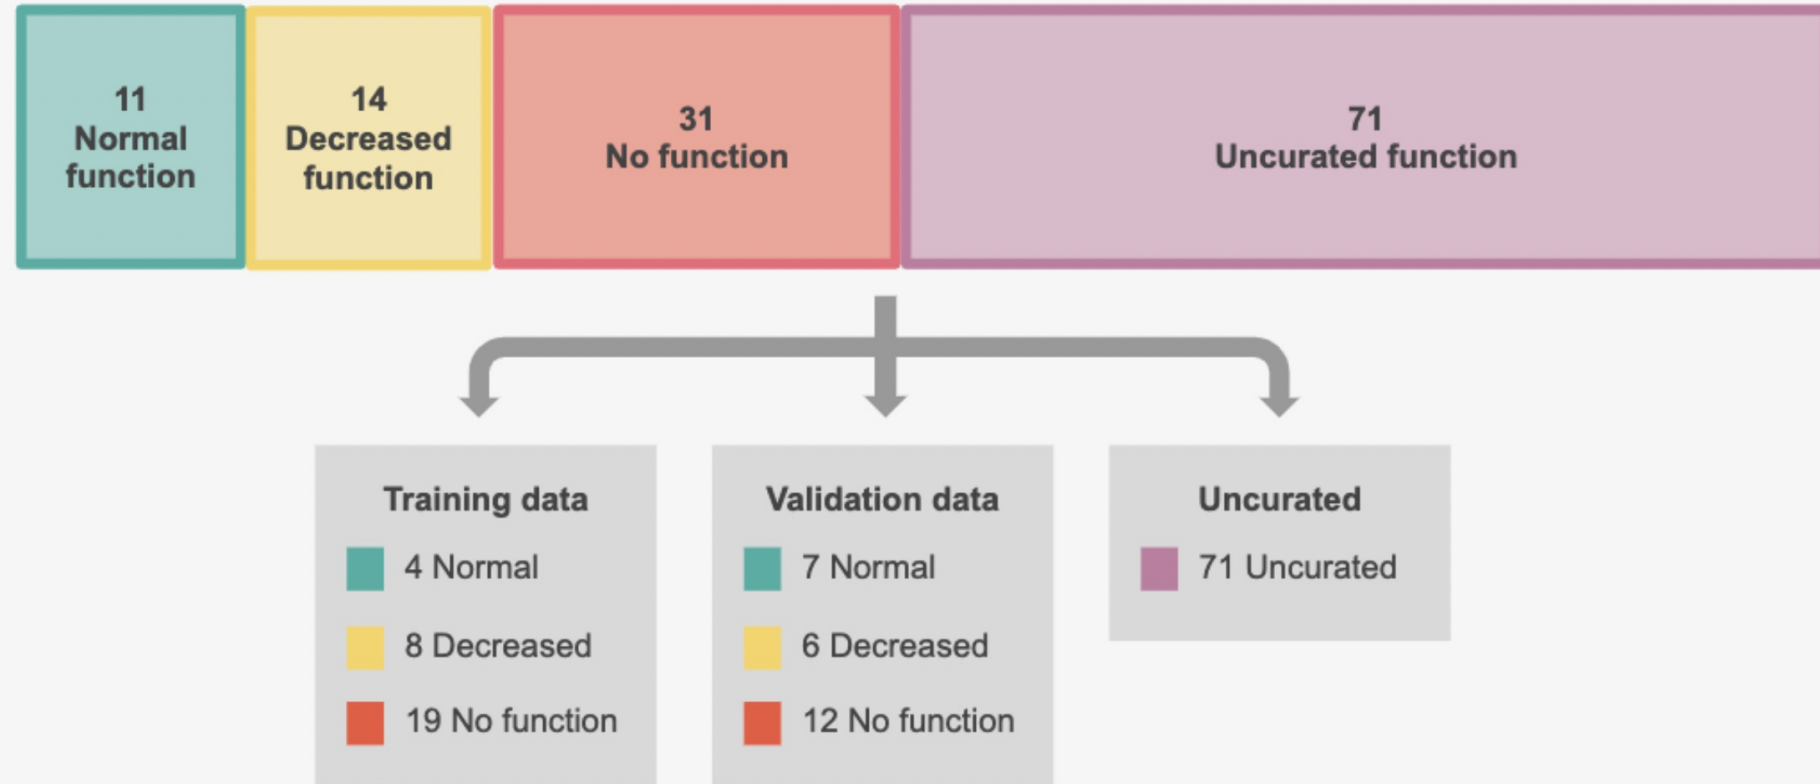 11
Normal
function
14
Decreased
function
31
No function
71
Uncurated function
Training data
4 Normal
8 Decreased
19 No function
Validation data
7 Normal
6 Decreased
12 No function
Uncurated
71 Uncurated